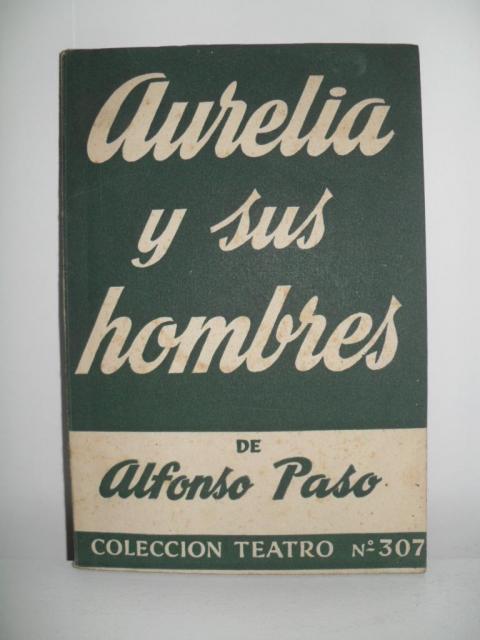 Aurelia
y sus
hombres
DE
Alfonso Paso
COLECCION TEATRO Nº 307